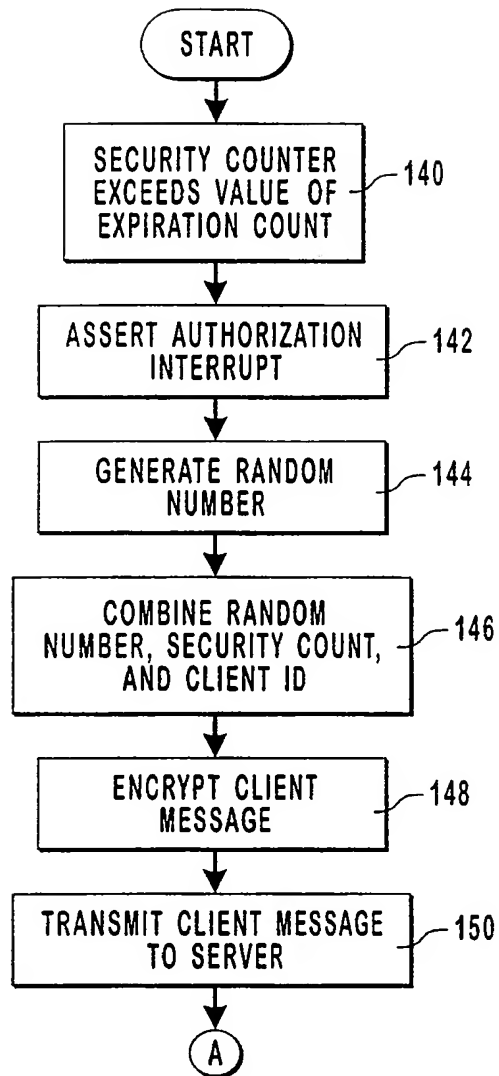 START
SECURITY COUNTER
EXCEEDS VALUE OF
EXPIRATION COUNT
140
ASSERT AUTHORIZATION
INTERRUPT
142
GENERATE RANDOM
NUMBER
144
COMBINE RANDOM
NUMBER, SECURITY COUNT,
AND CLIENT ID
146
ENCRYPT CLIENT
MESSAGE
148
TRANSMIT CLIENT MESSAGE
TO SERVER
150
A